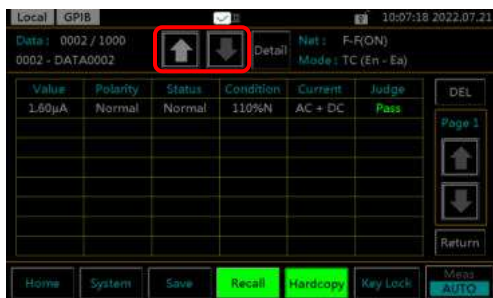 Local GPIB 10:07:18 2022.07.21
Data: 0002 / 1000 Detail Net: F-F(ON)
0002 - DATA0002 Mode: TC (En - Ea)
Value Polarity Status Condition Current Judge DEL
1.60µA Normal Normal 110%N AC + DC Pass
Page 1
Return
Home System Save Recall Hardcopy Key Lock Meas
AUTO